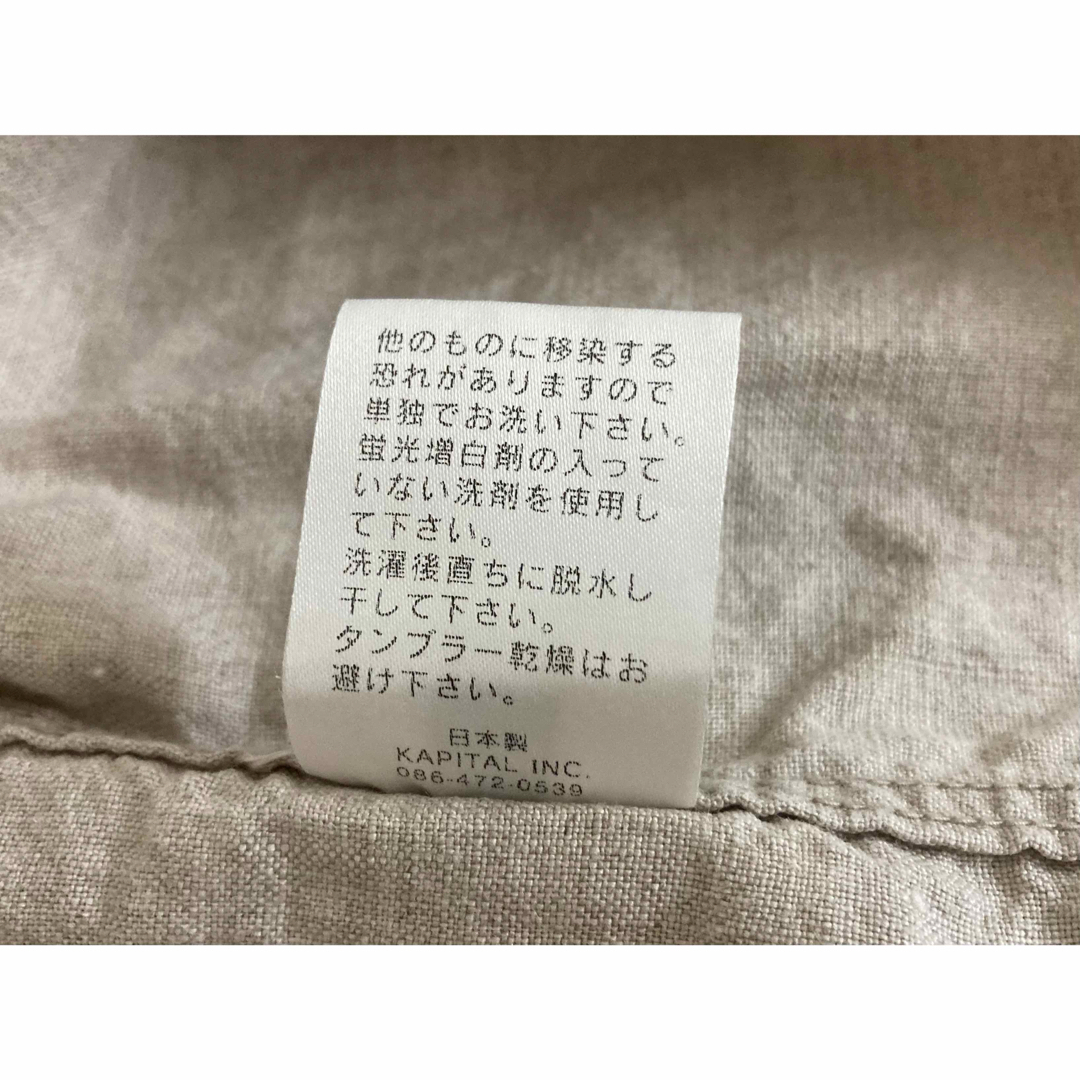 他のものに移染する
恐れがありますので
単独でお洗い下さい。
蛍光増白剤の入って
いない洗剤を使用し
て下さい。
洗濯後直ちに脱水し
干して下さい。
タンブラー乾燥はお
避け下さい。
日本製
KAPITAL INC.
086-472-0539